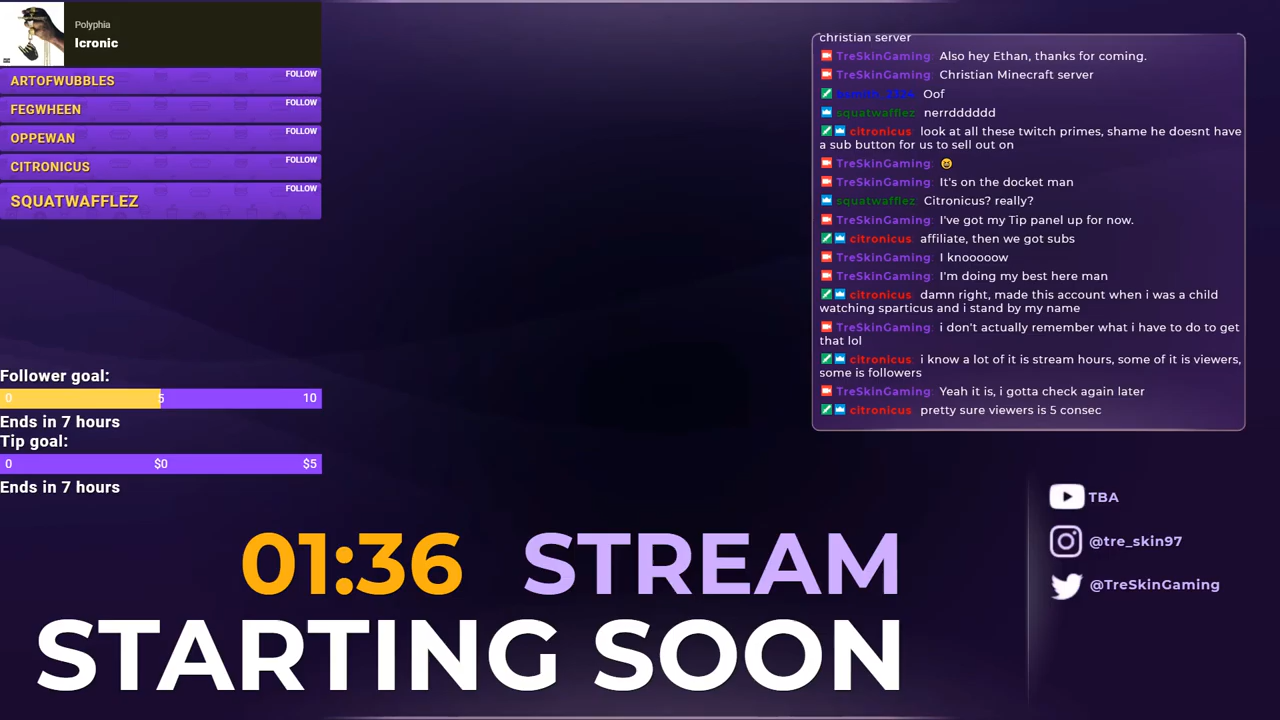 Polyphia
Icronic
ARTOFWUBBLES FOLLOW
FEGWHEEN FOLLOW
OPPEWAN FOLLOW
CITRONICUS FOLLOW
SQUATWAFFLEZ FOLLOW
Follower goal:
0 5 10
Ends in 7 hours
Tip goal:
0 $0 $5
Ends in 7 hours
christian server
TreSkinGaming: Also hey Ethan, thanks for coming.
TreSkinGaming: Christian Minecraft server
Oof
squatwafflez: nerrdddddd
citronicus: look at all these twitch primes, shame he doesnt have
a sub button for us to sell out on
TreSkinGaming: 😆
TreSkinGaming: It's on the docket man
squatwafflez: Citronicus? really?
TreSkinGaming: I've got my Tip panel up for now.
citronicus: affiliate, then we got subs
TreSkinGaming: I knooooow
TreSkinGaming: I'm doing my best here man
citronicus: damn right, made this account when i was a child
watching sparticus and i stand by my name
TreSkinGaming: i don't actually remember what i have to do to get
that lol
citronicus: i know a lot of it is stream hours, some of it is viewers,
some is followers
TreSkinGaming: Yeah it is, i gotta check again later
citronicus: pretty sure viewers is 5 consec
TBA
@tre_skin97
@TreSkinGaming
01:36 STREAM
STARTING SOON